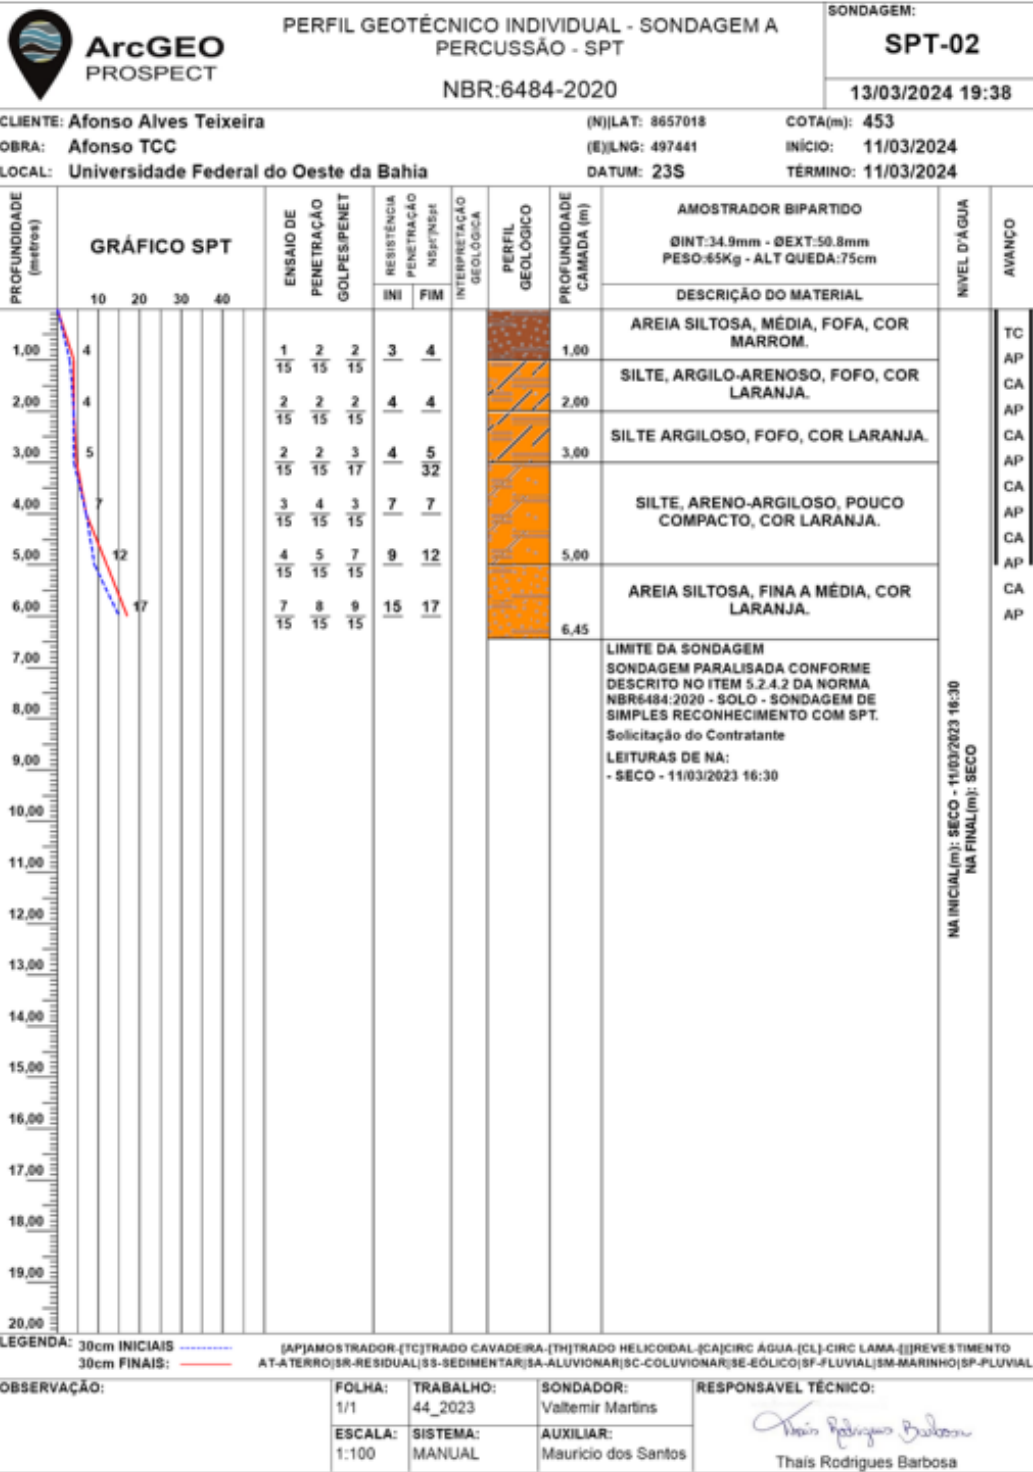 ArcGEO
PROSPECT
PERFIL GEOTÉCNICO INDIVIDUAL - SONDAGEM A
PERCUSSÃO - SPT
NBR:6484-2020
SONDAGEM:
SPT-02
13/03/2024 19:38
CLIENTE: Afonso Alves Teixeira
(N)|LAT: 8657018
COTA(m): 453
OBRA: Afonso TCC
(E)|LNG: 497441
INÍCIO: 11/03/2024
LOCAL: Universidade Federal do Oeste da Bahia
DATUM: 23S
TÉRMINO: 11/03/2024
PROFUNDIDADE
(metros)
GRÁFICO SPT
10 20 30 40
ENSAIO DE
PENETRAÇÃO
GOLPES/PENET
RESISTÊNCIA
PENETRAÇÃO
NSpt'|NSpt
INI FIM
INTERPRETAÇÃO
GEOLÓGICA
PERFIL
GEOLÓGICO
PROFUNDIDADE
CAMADA (m)
AMOSTRADOR BIPARTIDO
ØINT:34.9mm - ØEXT:50.8mm
PESO:65Kg - ALT QUEDA:75cm
DESCRIÇÃO DO MATERIAL
NIVEL D'ÁGUA
AVANÇO
AREIA SILTOSA, MÉDIA, FOFA, COR
MARROM.
TC
1,00 4 1 2 2 3 4 1,00
15 15 15
AP
SILTE, ARGILO-ARENOSO, FOFO, COR
LARANJA.
CA
2,00 4 2 2 2 4 4 2,00
15 15 15
AP
SILTE ARGILOSO, FOFO, COR LARANJA.
CA
3,00 5 2 2 3 4 5 3,00
15 15 17 32
AP
CA
SILTE, ARENO-ARGILOSO, POUCO
COMPACTO, COR LARANJA.
4,00 7 3 4 3 7 7
15 15 15
AP
CA
5,00 12 4 5 7 9 12 5,00
15 15 15
AP
AREIA SILTOSA, FINA A MÉDIA, COR
LARANJA.
CA
6,00 17 7 8 9 15 17
15 15 15
AP
6,45
LIMITE DA SONDAGEM
SONDAGEM PARALISADA CONFORME
DESCRITO NO ITEM 5.2.4.2 DA NORMA
NBR6484:2020 - SOLO - SONDAGEM DE
SIMPLES RECONHECIMENTO COM SPT.
Solicitação do Contratante
LEITURAS DE NA:
- SECO - 11/03/2023 16:30
NA INICIAL(m): SECO - 11/03/2023 16:30
NA FINAL(m): SECO
7,00
8,00
9,00
10,00
11,00
12,00
13,00
14,00
15,00
16,00
17,00
18,00
19,00
20,00
LEGENDA: 30cm INICIAIS
30cm FINAIS:
[AP]AMOSTRADOR-[TC]TRADO CAVADEIRA-[TH]TRADO HELICOIDAL-[CA]CIRC ÁGUA-[CL]-CIRC LAMA-[|]REVESTIMENTO
AT-ATERRO|SR-RESIDUAL|SS-SEDIMENTAR|SA-ALUVIONAR|SC-COLUVIONAR|SE-EÓLICO|SF-FLUVIAL|SM-MARINHO|SP-PLUVIAL
OBSERVAÇÃO:
FOLHA:
1/1
TRABALHO:
44_2023
SONDADOR:
Valtemir Martins
RESPONSAVEL TÉCNICO:
ESCALA:
1:100
SISTEMA:
MANUAL
AUXILIAR:
Mauricio dos Santos
Thaís Rodrigues Barbosa
Thaís Rodrigues Barbosa